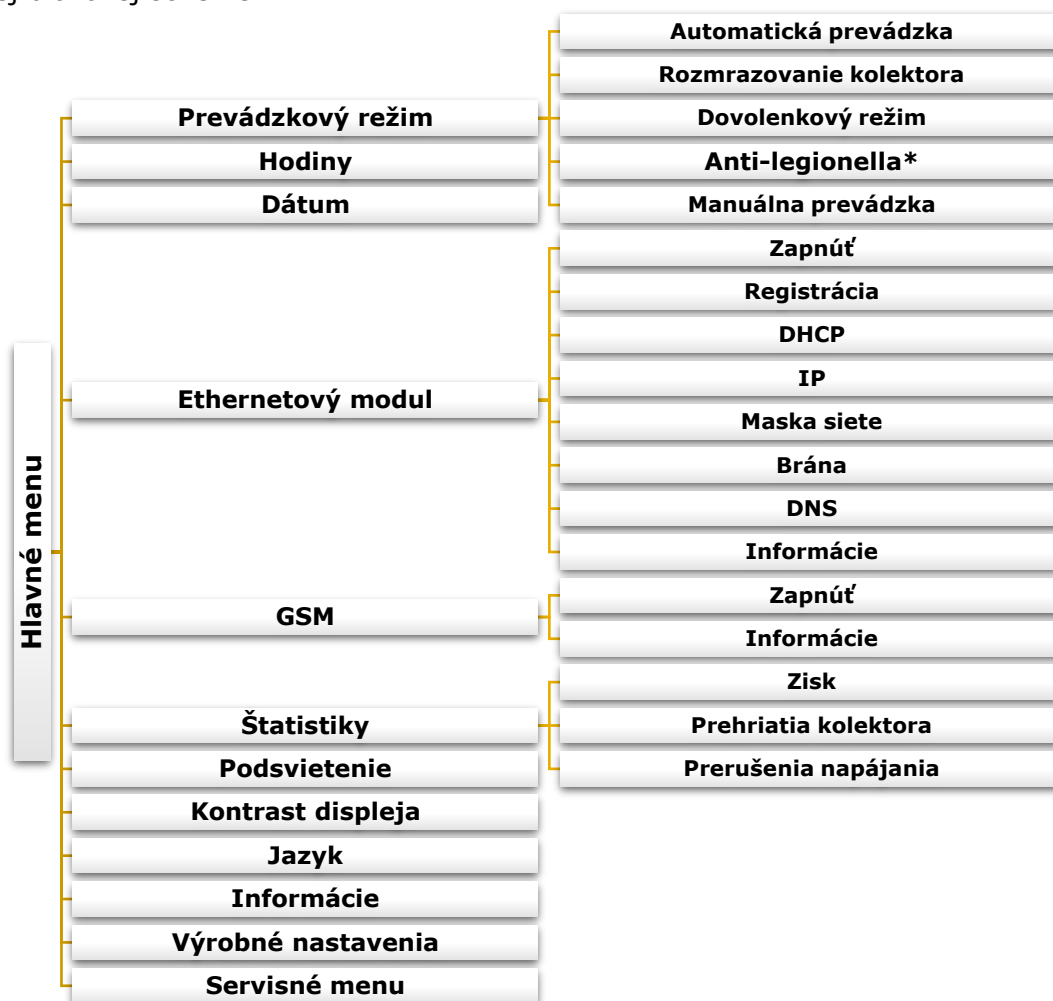 Hlavné menu
Prevádzkový režim
Automatická prevádzka
Rozmrazovanie kolektora
Dovolenkový režim
Anti-legionella*
Manuálna prevádzka
Hodiny
Dátum
Ethernetový modul
Zapnúť
Registrácia
DHCP
IP
Maska siete
Brána
DNS
Informácie
GSM
Zapnúť
Informácie
Štatistiky
Zisk
Prehriatia kolektora
Prerušenia napájania
Podsvietenie
Kontrast displeja
Jazyk
Informácie
Výrobné nastavenia
Servisné menu